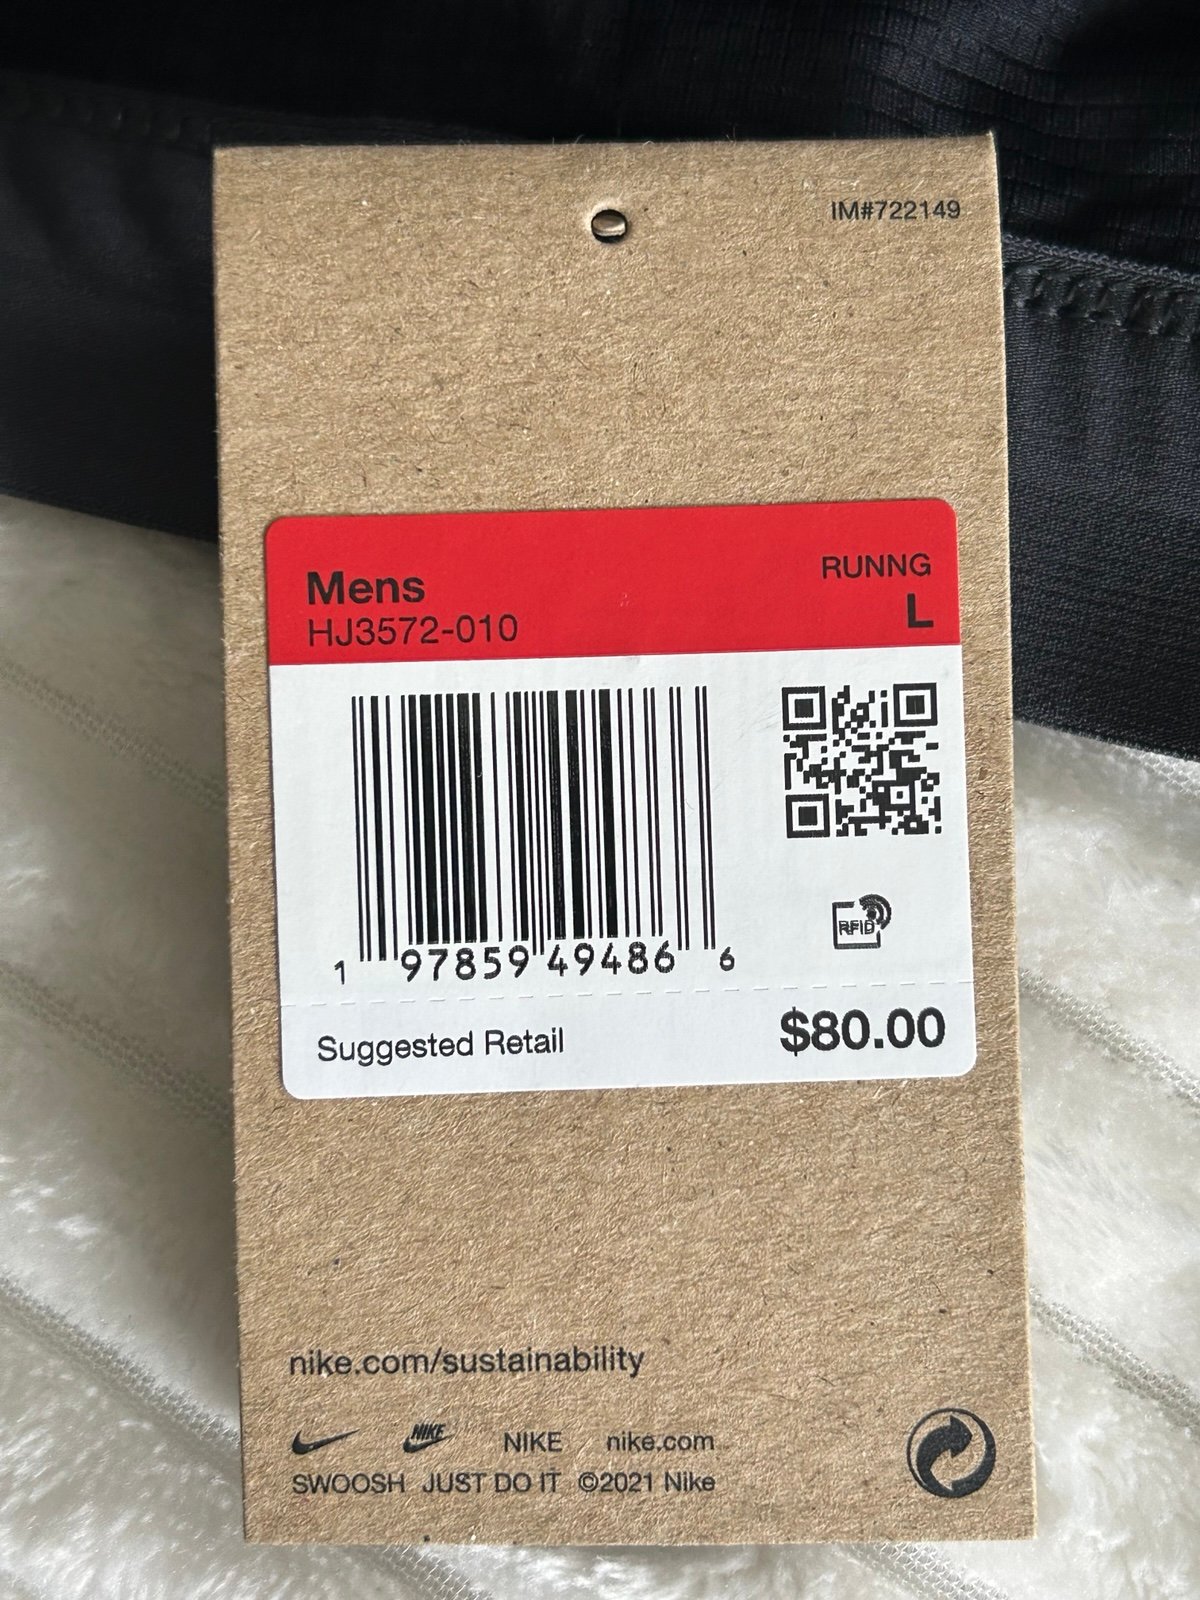 IM#722149
Mens
RUNNG
HJ3572-010
L
1 97859 49486 6
RFID
Suggested Retail
$80.00
nike.com/sustainability
NIKE NIKE nike.com
SWOOSH JUST DO IT ©2021 Nike